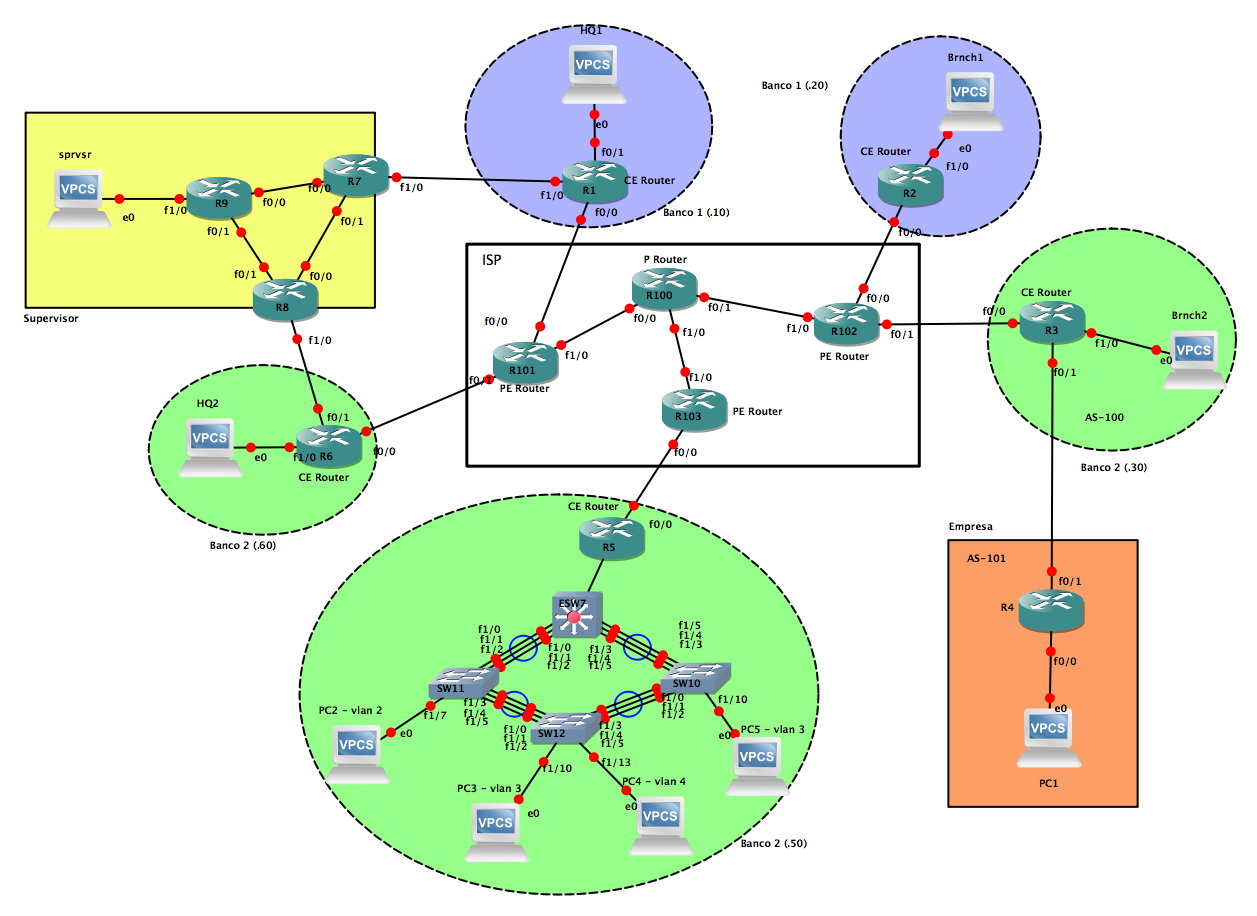 HQ1
VPCS
e0
f0/1
R1
CE Router
f1/0
f0/0
Banco 1 (.10)
Banco 1 (.20)
Brnch1
VPCS
e0
f1/0
CE Router
R2
f0/0
sprvsr
VPCS
e0
f1/0
R9
f0/0
f0/1
f0/0
R7
f1/0
f0/1
f0/1
f0/0
R8
f1/0
Supervisor
ISP
P Router
R100
f0/0
f0/1
f1/0
f0/0
R101
f1/0
f0/1
PE Router
f0/0
f1/0
R102
f0/1
PE Router
f1/0
R103
PE Router
f0/0
CE Router
f0/0
R3
f1/0
f0/1
Brnch2
VPCS
e0
AS-100
Banco 2 (.30)
HQ2
VPCS
e0
f0/1
f1/0
R6
f0/0
CE Router
Banco 2 (.60)
CE Router
f0/0
R5
ESW7
f1/0
f1/1
f1/2
f1/0
f1/1
f1/2
f1/3
f1/4
f1/5
f1/5
f1/4
f1/3
SW11
SW10
f1/3
f1/4
f1/5
f1/7
f1/0
f1/1
f1/2
SW12
f1/3
f1/4
f1/5
f1/0
f1/1
f1/2
f1/10
PC2 - vlan 2
VPCS
e0
f1/10
f1/13
PC3 - vlan 3
VPCS
e0
PC4 - vlan 4
VPCS
e0
PC5 - vlan 3
VPCS
e0
Banco 2 (.50)
Empresa
AS-101
f0/1
R4
f0/0
e0
VPCS
PC1